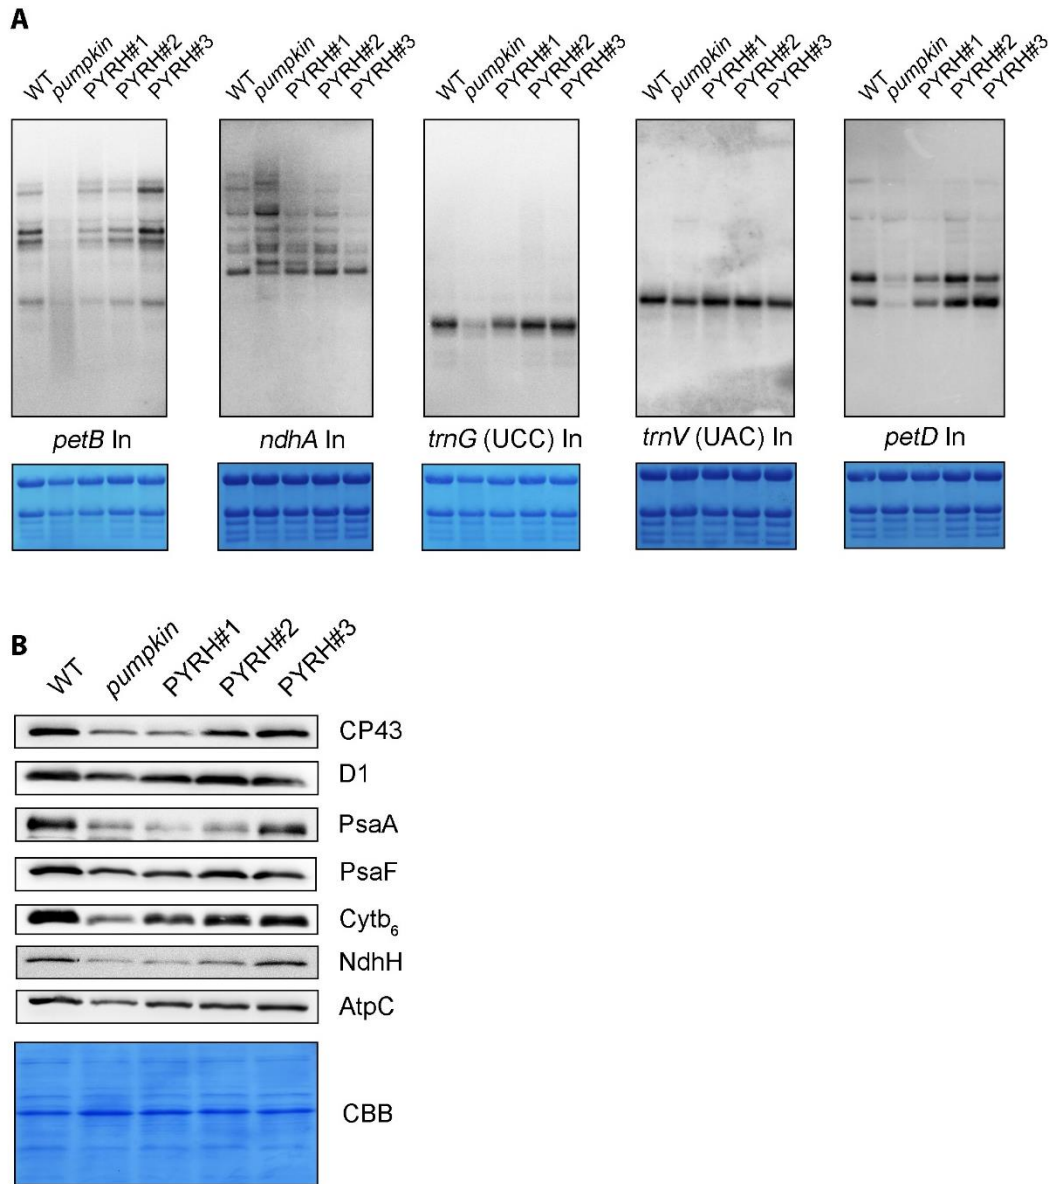 A
WT pumpkin PYRH#1 PYRH#2 PYRH#3 WT pumpkin PYRH#1 PYRH#2 PYRH#3 WT pumpkin PYRH#1 PYRH#2 PYRH#3 WT pumpkin PYRH#1 PYRH#2 PYRH#3 WT pumpkin PYRH#1 PYRH#2 PYRH#3
petB In ndhA In trnG (UCC) In trnV (UAC) In petD In
B
WT pumpkin PYRH#1 PYRH#2 PYRH#3
CP43
D1
PsaA
PsaF
Cytb₆
NdhH
AtpC
CBB